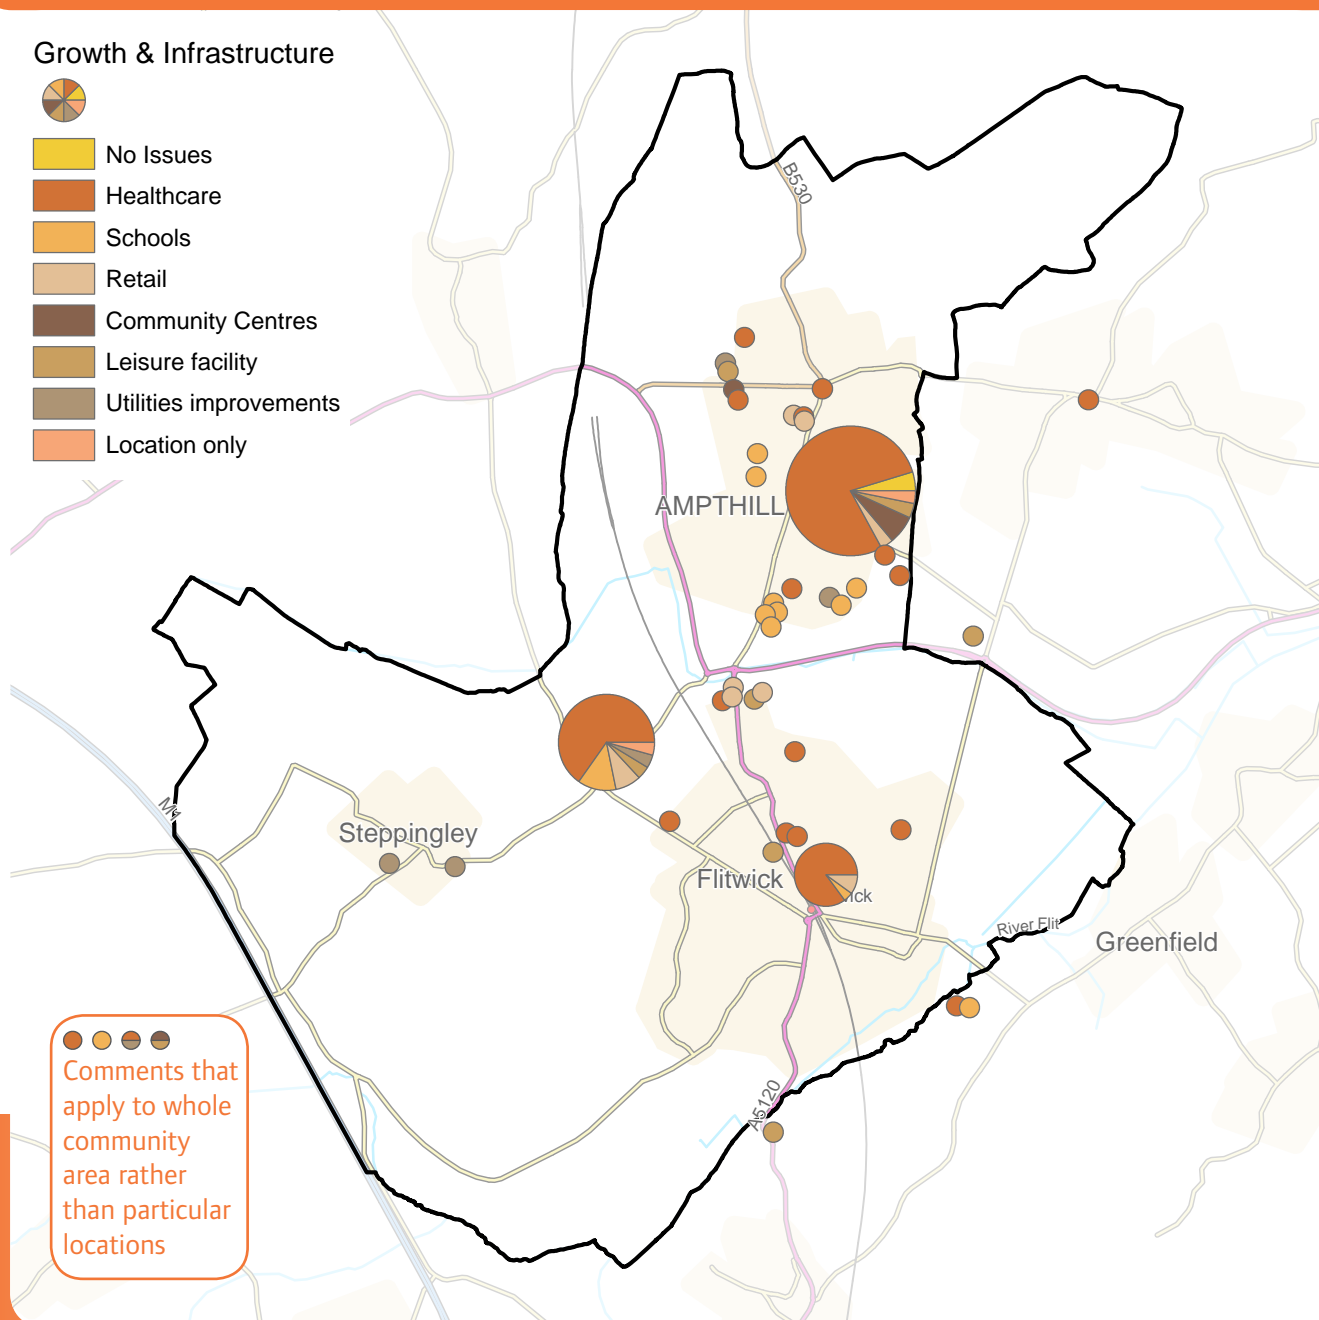 Growth & Infrastructure
No Issues
Healthcare
Schools
Retail
Community Centres
Leisure facility
Utilities improvements
Location only
B530
AMPTHILL
M1
Steppingley
Flitwick
River Flit
Greenfield
A5120
Comments that
apply to whole
community
area rather
than particular
locations